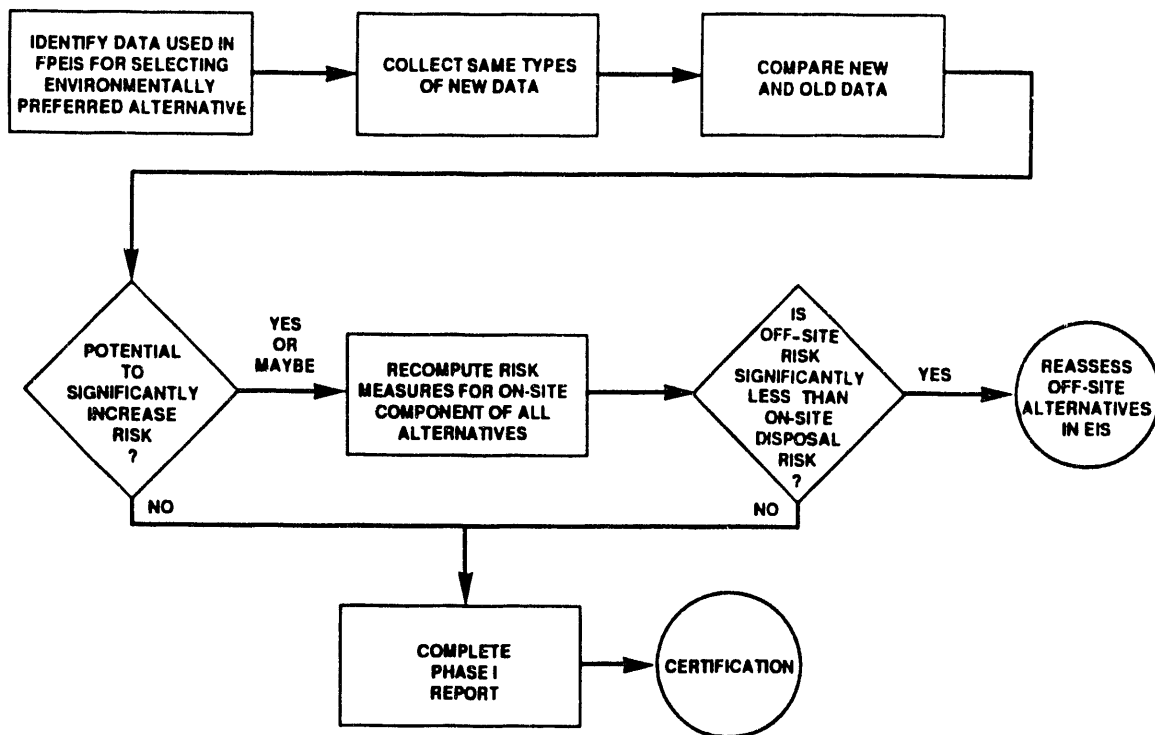 IDENTIFY DATA USED IN
FPEIS FOR SELECTING
ENVIRONMENTALLY
PREFERRED ALTERNATIVE
COLLECT SAME TYPES
OF NEW DATA
COMPARE NEW
AND OLD DATA
POTENTIAL
TO
SIGNIFICANTLY
INCREASE
RISK
?
YES
OR
MAYBE
RECOMPUTE RISK
MEASURES FOR ON-SITE
COMPONENT OF ALL
ALTERNATIVES
IS
OFF-SITE
RISK
SIGNIFICANTLY
LESS THAN
ON-SITE
DISPOSAL
RISK
?
YES
REASSESS
OFF-SITE
ALTERNATIVES
IN EIS
NO
NO
COMPLETE
PHASE I
REPORT
CERTIFICATION